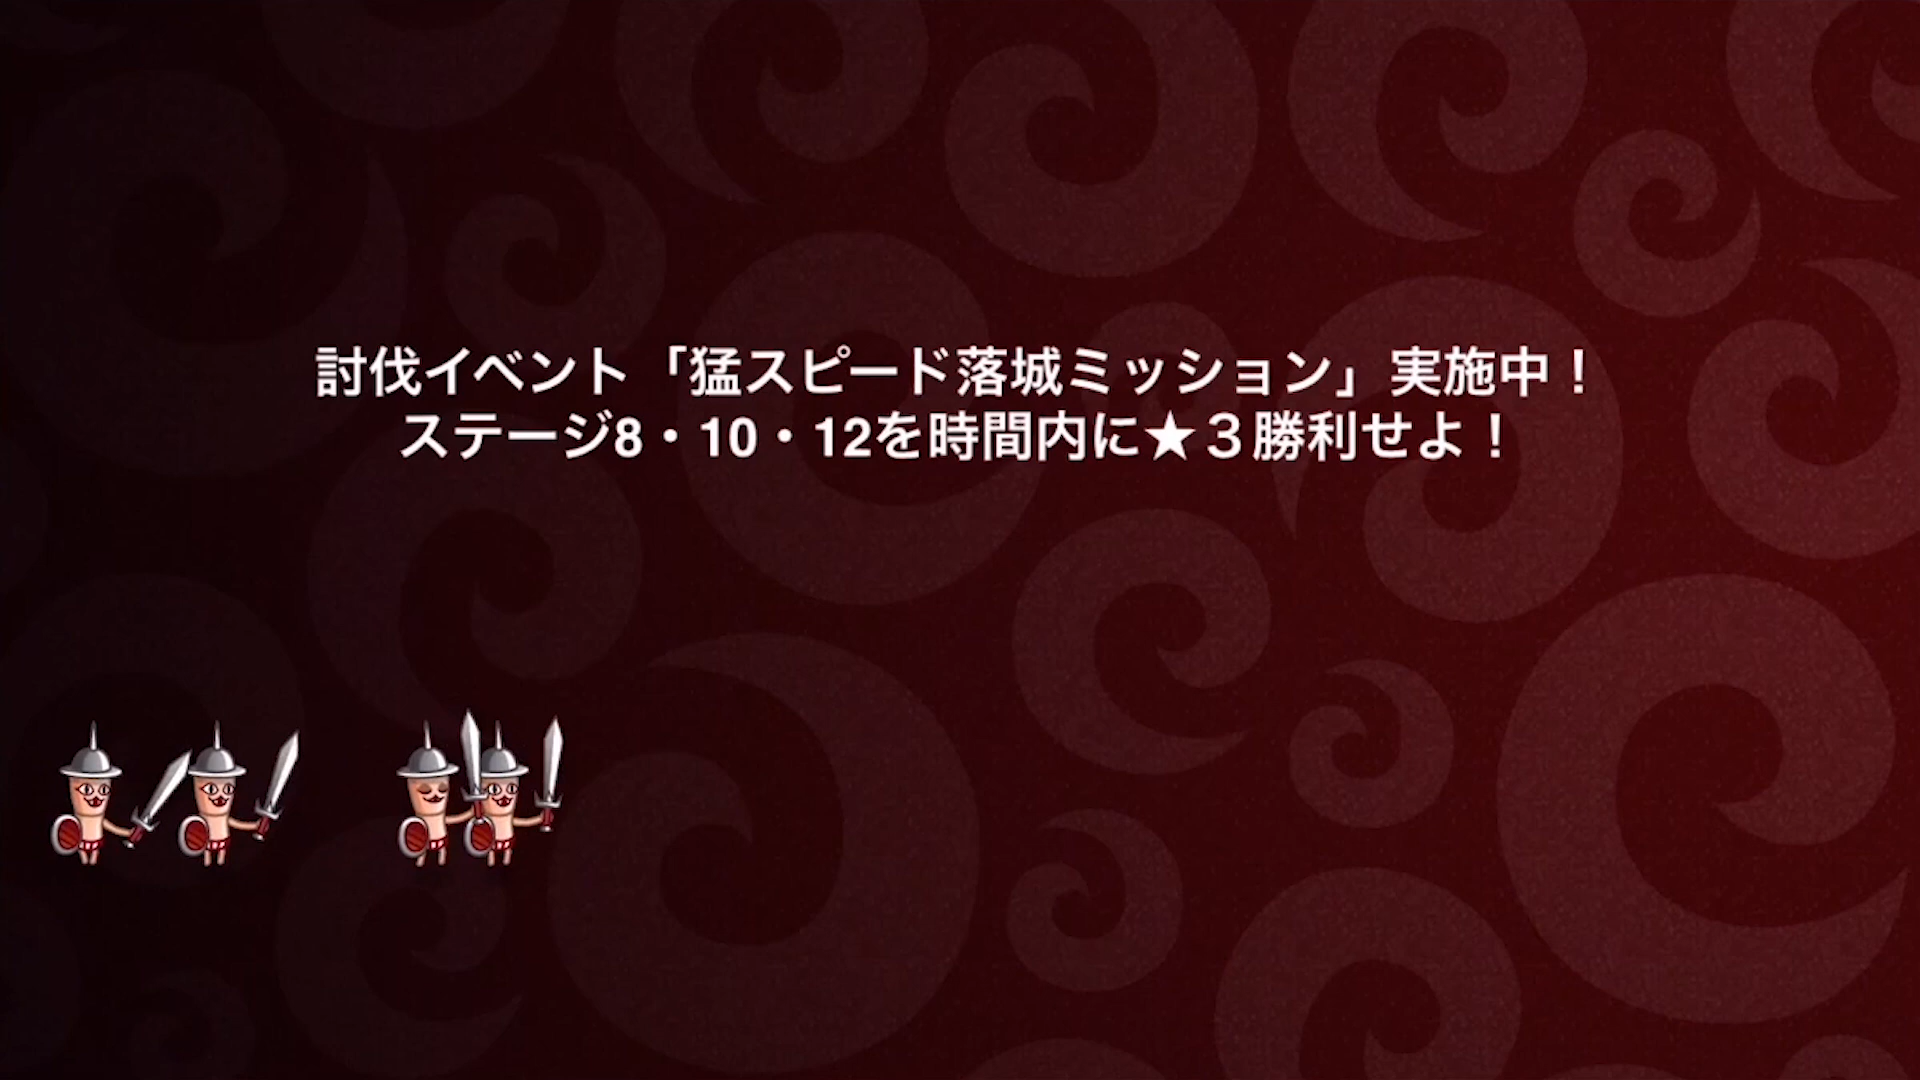 討伐イベント「猛スピード落城ミッション」実施中！
ステージ8・10・12を時間内に★３勝利せよ！